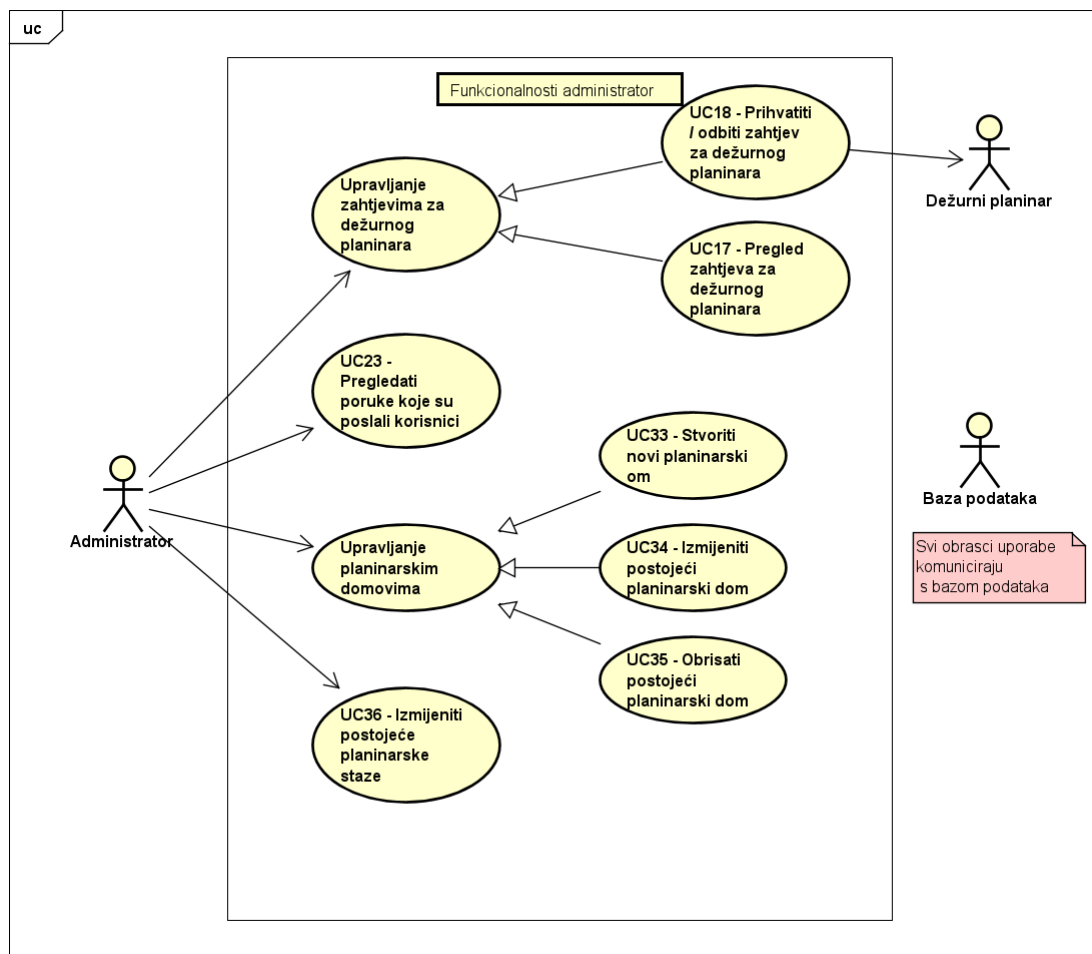 uc
Funkcionalnosti administrator
UC18 - Prihvatiti
/ odbiti zahtjev
za dežurnog
planinara
Dežurni planinar
Upravljanje
zahtjevima za
dežurnog
planinara
UC17 - Pregled
zahtjeva za
dežurnog
planinara
UC23 -
Pregledati
poruke koje su
poslali korisnici
UC33 - Stvoriti
novi planinarski
om
Baza podataka
Administrator
Upravljanje
planinarskim
domovima
UC34 - Izmijeniti
postojeći
planinarski dom
Svi obrasci uporabe
komuniciraju
s bazom podataka
UC35 - Obrisati
postojeći
planinarski dom
UC36 - Izmijeniti
postojeće
planinarske
staze